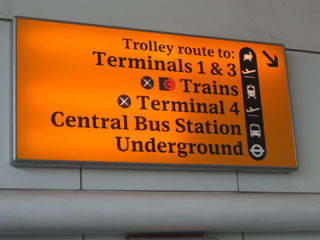 Trolley route to:
Terminals 1 & 3
Trains
Terminal 4
Central Bus Station
Underground